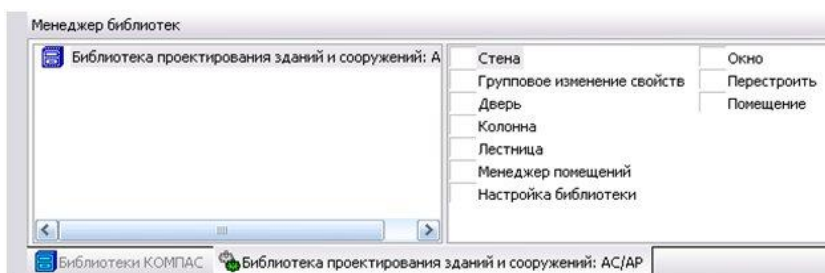 Менеджер библиотек
Библиотека проектирования зданий и сооружений: А
Стена
Групповое изменение свойств
Дверь
Колонна
Лестница
Менеджер помещений
Настройка библиотеки
Окно
Перестроить
Помещение
Библиотеки КОМПАС
Библиотека проектирования зданий и сооружений: АС/АР